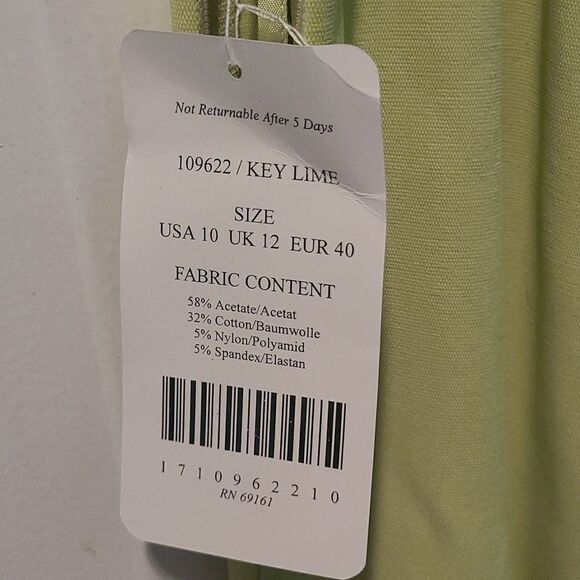 Not Returnable After 5 Days
109622 / KEY LIME
SIZE
USA 10 UK 12 EUR 40
FABRIC CONTENT
58% Acetate/Acetat
32% Cotton/Baumwolle
5% Nylon/Polyamid
5% Spandex/Elastan
1710962210
RN 69161